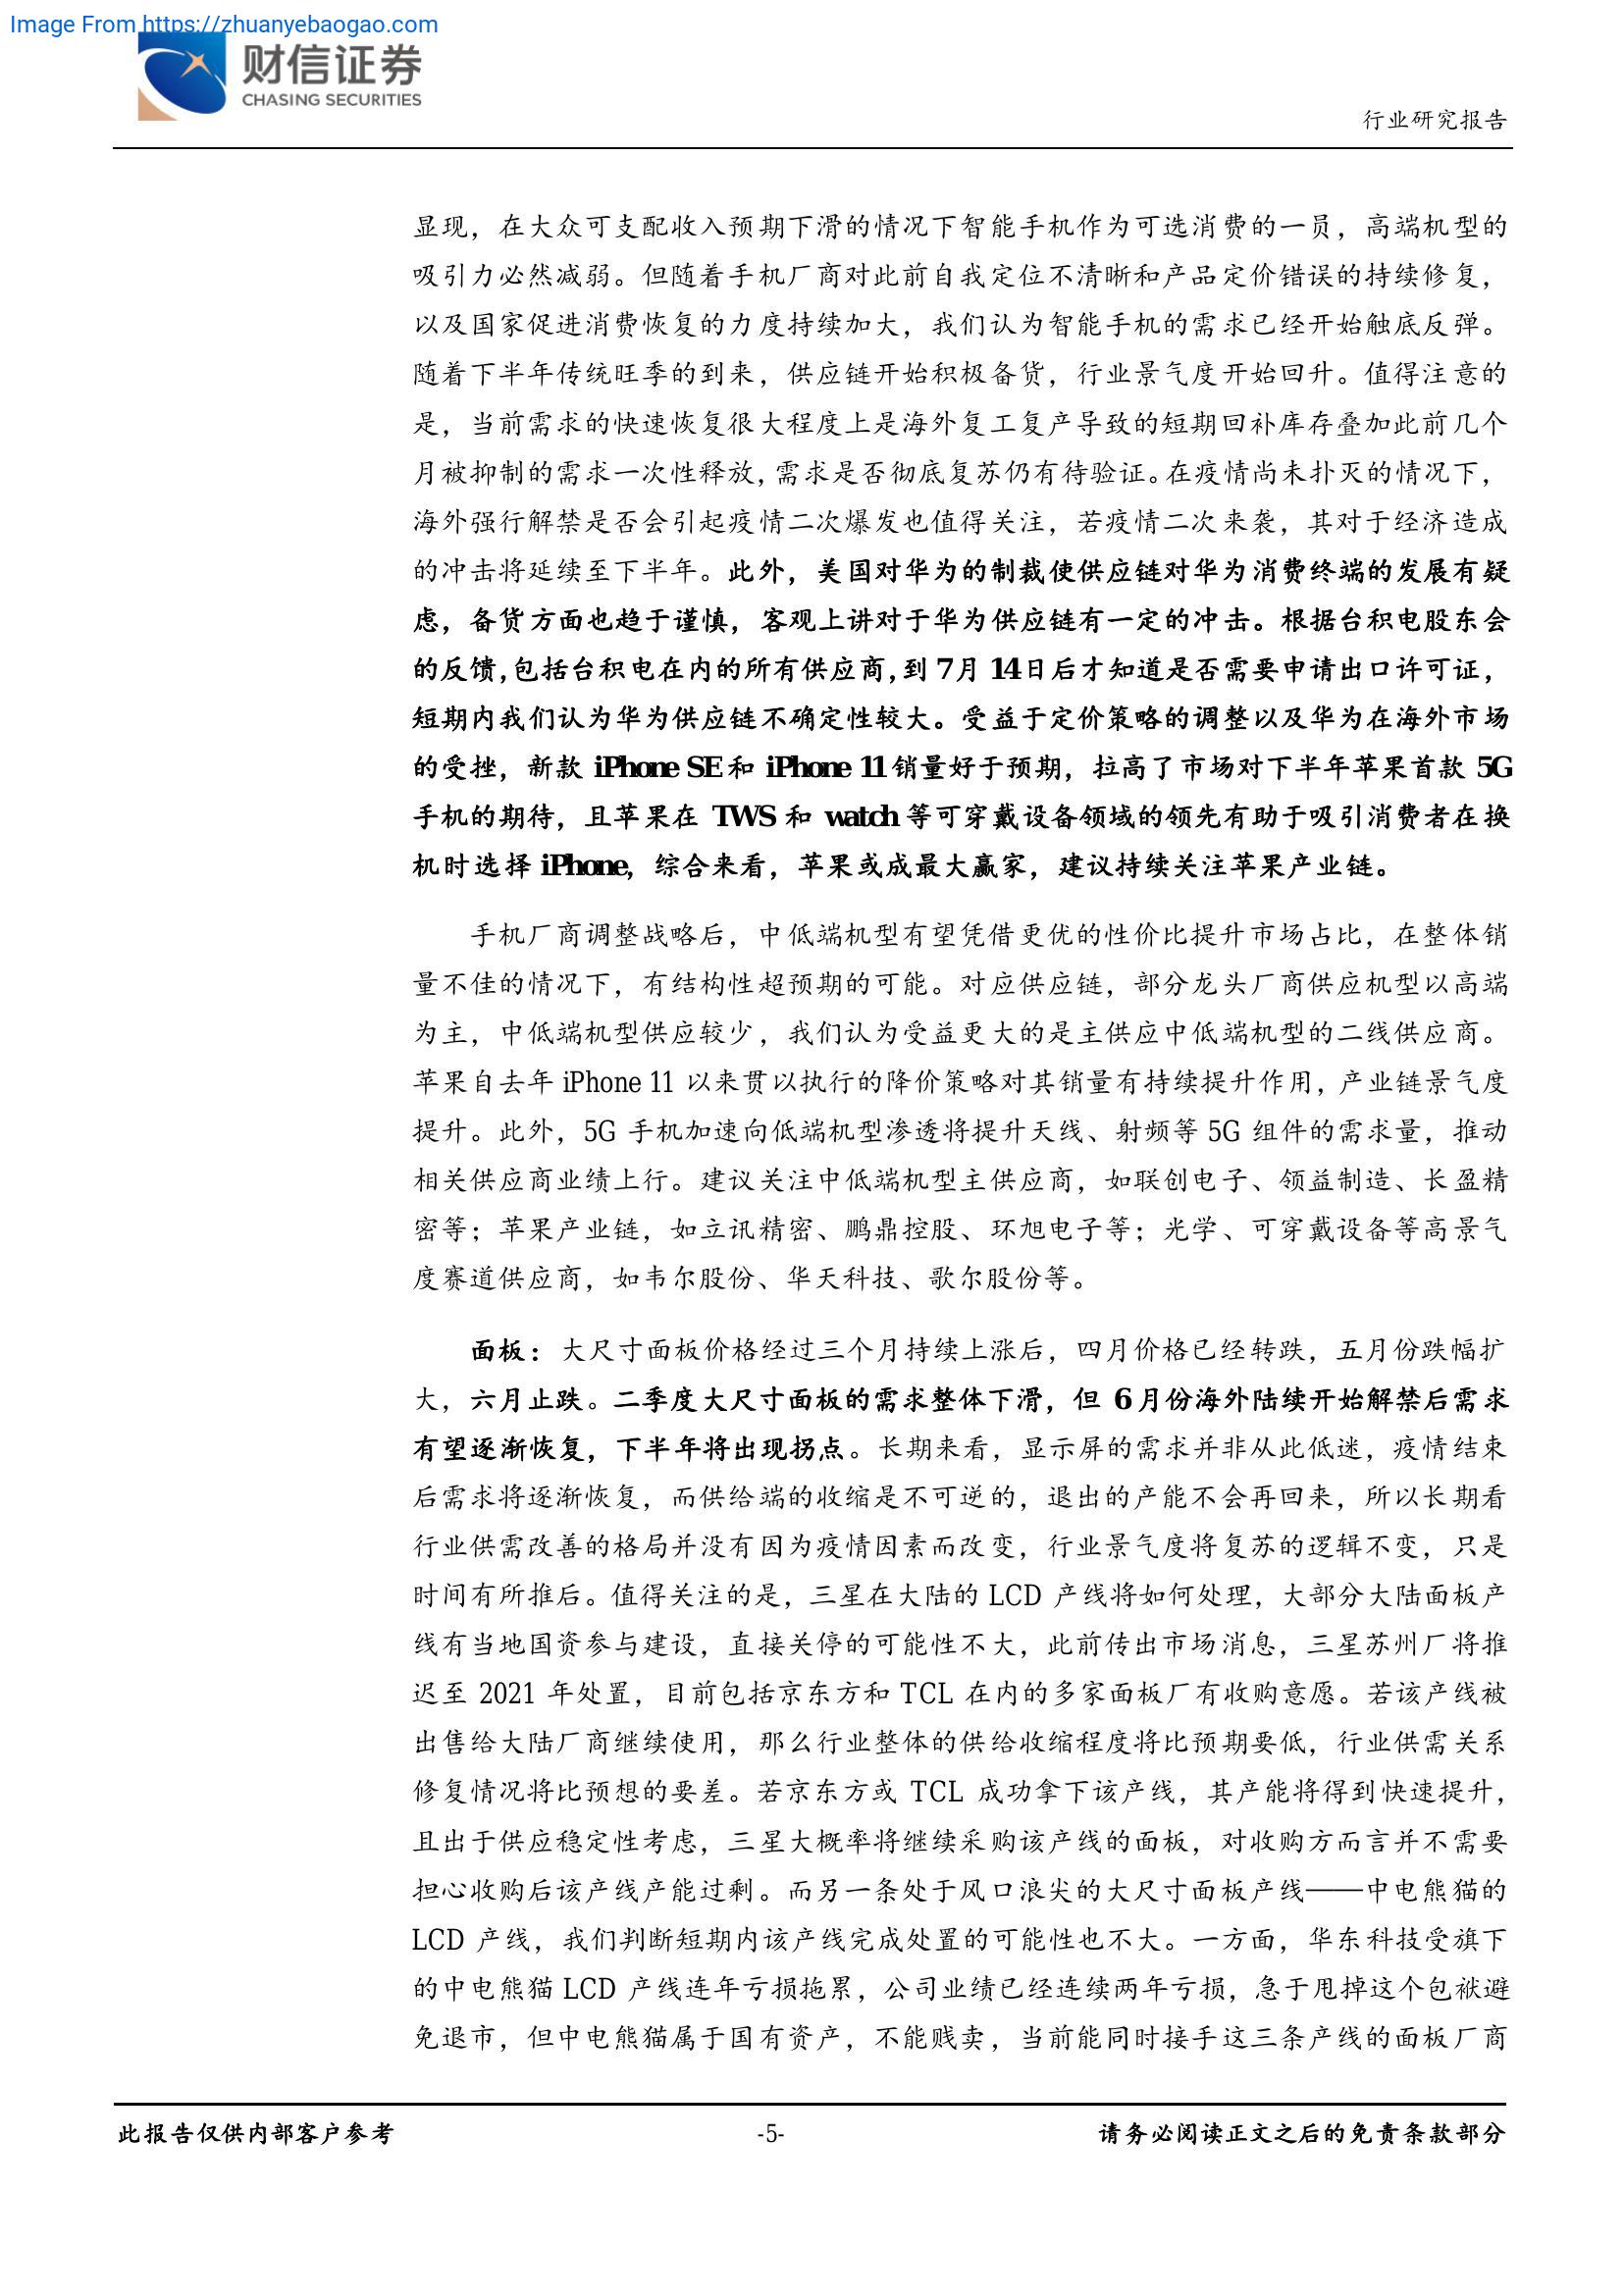 Image From https://zhuanyebaogao.com
财信证券
CHASING SECURITIES
行业研究报告
显现，在大众可支配收入预期下滑的情况下智能手机作为可选消费的一员，高端机型的
吸引力必然减弱。但随着手机厂商对此前自我定位不清晰和产品定价错误的持续修复，
以及国家促进消费恢复的力度持续加大，我们认为智能手机的需求已经开始触底反弹。
随着下半年传统旺季的到来，供应链开始积极备货，行业景气度开始回升。值得注意的
是，当前需求的快速恢复很大程度上是海外复工复产导致的短期回补库存叠加此前几个
月被抑制的需求一次性释放，需求是否彻底复苏仍有待验证。在疫情尚未扑灭的情况下，
海外强行解禁是否会引起疫情二次爆发也值得关注，若疫情二次来袭，其对于经济造成
的冲击将延续至下半年。此外，美国对华为的制裁使供应链对华为消费终端的发展有疑
虑，备货方面也趋于谨慎，客观上讲对于华为供应链有一定的冲击。根据台积电股东会
的反馈，包括台积电在内的所有供应商，到 7月 14日后才知道是否需要申请出口许可证，
短期内我们认为华为供应链不确定性较大。受益于定价策略的调整以及华为在海外市场
的受挫，新款 iPhone SE 和 iPhone 11 销量好于预期，拉高了市场对下半年苹果首款 5G
手机的期待，且苹果在 TWS 和 watch 等可穿戴设备领域的领先有助于吸引消费者在换
机时选择 iPhone，综合来看，苹果或成最大赢家，建议持续关注苹果产业链。
手机厂商调整战略后，中低端机型有望凭借更优的性价比提升市场占比，在整体销
量不佳的情况下，有结构性超预期的可能。对应供应链，部分龙头厂商供应机型以高端
为主，中低端机型供应较少，我们认为受益更大的是主供应中低端机型的二线供应商。
苹果自去年 iPhone 11 以来贯以执行的降价策略对其销量有持续提升作用，产业链景气度
提升。此外，5G 手机加速向低端机型渗透将提升天线、射频等 5G 组件的需求量，推动
相关供应商业绩上行。建议关注中低端机型主供应商，如联创电子、领益制造、长盈精
密等；苹果产业链，如立讯精密、鹏鼎控股、环旭电子等；光学、可穿戴设备等高景气
度赛道供应商，如韦尔股份、华天科技、歌尔股份等。
面板：大尺寸面板价格经过三个月持续上涨后，四月价格已经转跌，五月份跌幅扩
大，六月止跌。二季度大尺寸面板的需求整体下滑，但 6 月份海外陆续开始解禁后需求
有望逐渐恢复，下半年将出现拐点。长期来看，显示屏的需求并非从此低迷，疫情结束
后需求将逐渐恢复，而供给端的收缩是不可逆的，退出的产能不会再回来，所以长期看
行业供需改善的格局并没有因为疫情因素而改变，行业景气度将复苏的逻辑不变，只是
时间有所推后。值得关注的是，三星在大陆的 LCD 产线将如何处理，大部分大陆面板产
线有当地国资参与建设，直接关停的可能性不大，此前传出市场消息，三星苏州厂将推
迟至 2021 年处置，目前包括京东方和 TCL 在内的多家面板厂有收购意愿。若该产线被
出售给大陆厂商继续使用，那么行业整体的供给收缩程度将比预期要低，行业供需关系
修复情况将比预想的要差。若京东方或 TCL 成功拿下该产线，其产能将得到快速提升，
且出于供应稳定性考虑，三星大概率将继续采购该产线的面板，对收购方而言并不需要
担心收购后该产线产能过剩。而另一条处于风口浪尖的大尺寸面板产线——中电熊猫的
LCD 产线，我们判断短期内该产线完成处置的可能性也不大。一方面，华东科技受旗下
的中电熊猫 LCD 产线连年亏损拖累，公司业绩已经连续两年亏损，急于甩掉这个包袱避
免退市，但中电熊猫属于国有资产，不能贱卖，当前能同时接手这三条产线的面板厂商
此报告仅供内部客户参考
-5-
请务必阅读正文之后的免责条款部分